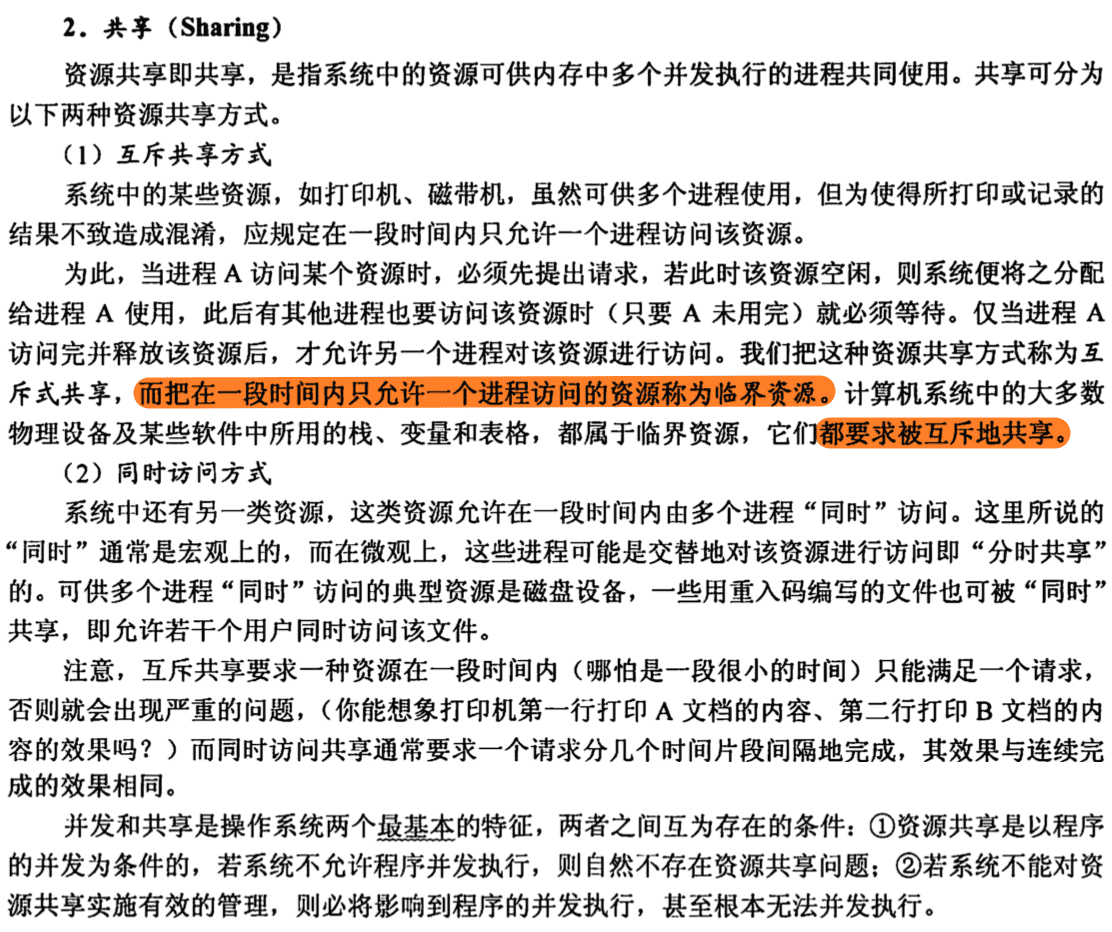 2．共享（Sharing）
资源共享即共享，是指系统中的资源可供内存中多个并发执行的进程共同使用。共享可分为
以下两种资源共享方式。
（1）互斥共享方式
系统中的某些资源，如打印机、磁带机，虽然可供多个进程使用，但为使得所打印或记录的
结果不致造成混淆，应规定在一段时间内只允许一个进程访问该资源。
为此，当进程 A 访问某个资源时，必须先提出请求，若此时该资源空闲，则系统便将之分配
给进程 A 使用，此后有其他进程也要访问该资源时（只要 A 未用完）就必须等待。仅当进程 A
访问完并释放该资源后，才允许另一个进程对该资源进行访问。我们把这种资源共享方式称为互
斥式共享，而把在一段时间内只允许一个进程访问的资源称为临界资源。计算机系统中的大多数
物理设备及某些软件中所用的栈、变量和表格，都属于临界资源，它们都要求被互斥地共享。
（2）同时访问方式
系统中还有另一类资源，这类资源允许在一段时间内由多个进程“同时”访问。这里所说的
“同时”通常是宏观上的，而在微观上，这些进程可能是交替地对该资源进行访问即“分时共享”
的。可供多个进程“同时”访问的典型资源是磁盘设备，一些用重入码编写的文件也可被“同时”
共享，即允许若干个用户同时访问该文件。
注意，互斥共享要求一种资源在一段时间内（哪怕是一段很小的时间）只能满足一个请求，
否则就会出现严重的问题，（你能想象打印机第一行打印 A 文档的内容、第二行打印 B 文档的内
容的效果吗？）而同时访问共享通常要求一个请求分几个时间片段间隔地完成，其效果与连续完
成的效果相同。
并发和共享是操作系统两个最基本的特征，两者之间互为存在的条件：①资源共享是以程序
的并发为条件的，若系统不允许程序并发执行，则自然不存在资源共享问题；②若系统不能对资
源共享实施有效的管理，则必将影响到程序的并发执行，甚至根本无法并发执行。